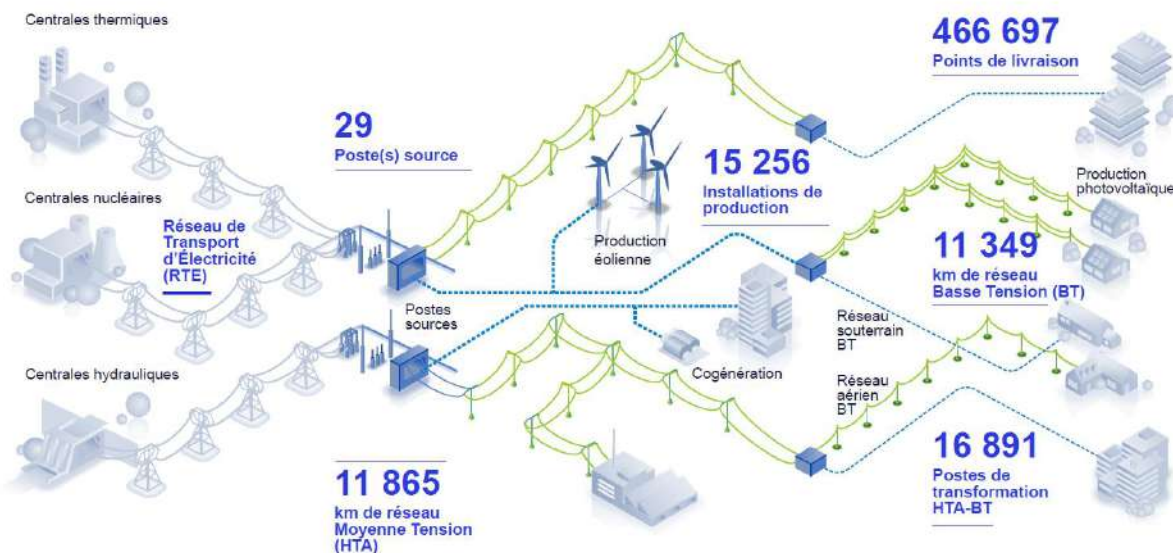 Centrales thermiques
466 697
Points de livraison
29
Poste(s) source
15 256
Installations de
production
Production
photovoltaïque
Centrales nucléaires
Réseau de
Transport
d'Électricité
(RTE)
Production
éolienne
11 349
km de réseau
Basse Tension (BT)
Postes
sources
Réseau
souterrain
BT
Centrales hydrauliques
Cogénération
Réseau
aérien
BT
11 865
km de réseau
Moyenne Tension
(HTA)
16 891
Postes de
transformation
HTA-BT